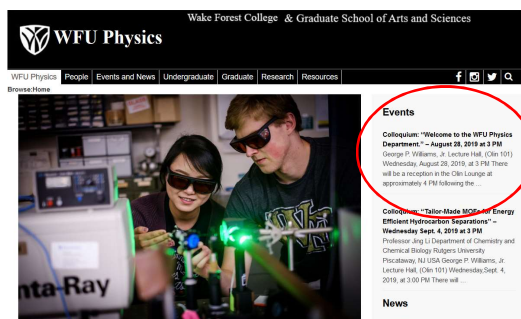 Wake Forest College & Graduate School of Arts and Sciences
WFU Physics
WFU Physics People Events and News Undergraduate Graduate Research Resources
Browse:Home
Events
Colloquium: “Welcome to the WFU Physics
Department.” – August 28, 2019 at 3 PM
George P. Williams, Jr. Lecture Hall, (Olin 101)
Wednesday, August 28, 2019, at 3 PM There
will be a reception in the Olin Lounge at
approximately 4 PM following the ...
Colloquium: “Tailor-Made MOFs for Energy
Efficient Hydrocarbon Separations” –
Wednesday Sept. 4, 2019 at 3 PM
Professor Jing Li Department of Chemistry and
Chemical Biology Rutgers University
Piscataway, NJ USA George P. Williams, Jr.
Lecture Hall, (Olin 101) Wednesday,Sept. 4,
2019, at 3:00 PM There will ...
News
nta-Ray